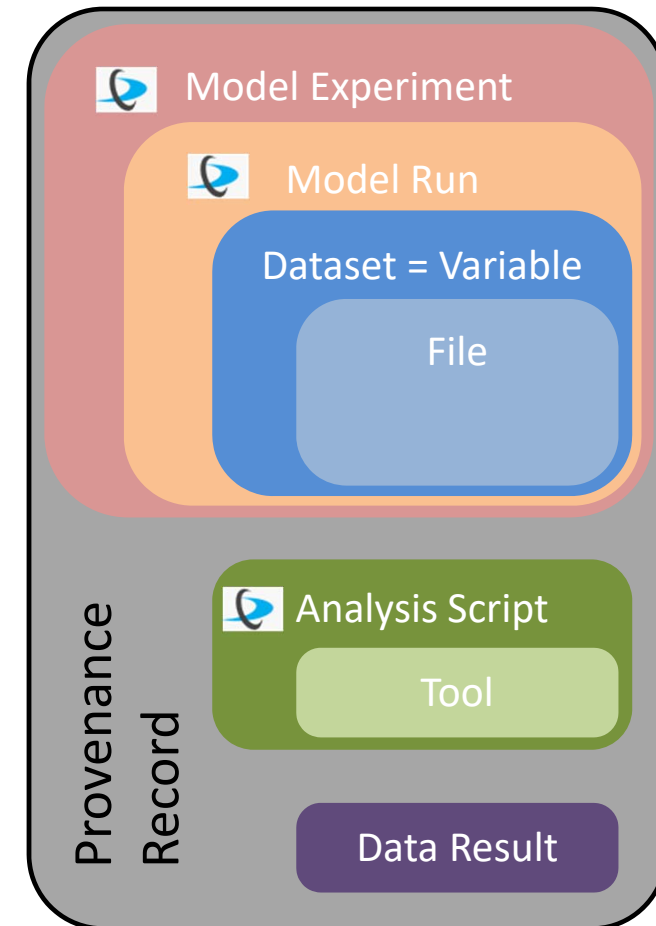 Model Experiment
Model Run
Dataset = Variable
File
Analysis Script
Tool
Data Result
Provenance
Record